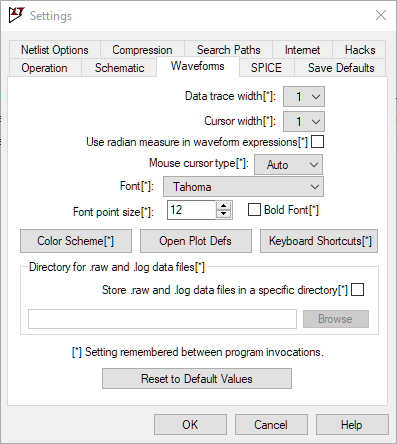 Settings
Netlist Options Compression Search Paths Internet Hacks
Operation Schematic Waveforms SPICE Save Defaults
Data trace width[*]: 1
Cursor width[*]: 1
Use radian measure in waveform expressions[*]
Mouse cursor type[*]: Auto
Font[*]: Tahoma
Font point size[*]: 12 Bold Font[*]
Color Scheme[*] Open Plot Defs Keyboard Shortcuts[*]
Directory for .raw and .log data files[*]
Store .raw and .log data files in a specific directory[*]
Browse
[*] Setting remembered between program invocations.
Reset to Default Values
OK Cancel Help